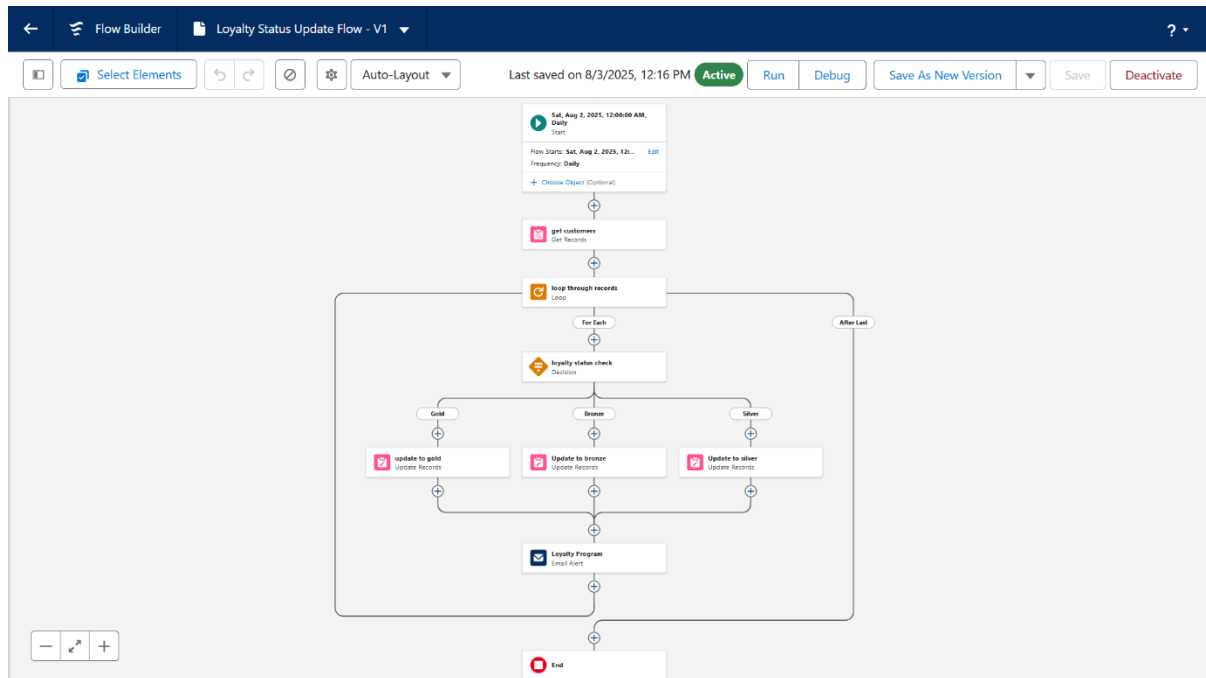 Flow Builder
Loyalty Status Update Flow - V1
?
Select Elements
Auto-Layout
Last saved on 8/3/2025, 12:16 PM
Active
Run
Debug
Save As New Version
Save
Deactivate
Sat, Aug 2, 2025, 12:00:00 AM,
Daily
Start
Flow Starts: Sat, Aug 2, 2025, 12:...
Edit
Frequency: Daily
+ Choose Object (Optional)
get customers
Get Records
loop through records
Loop
For Each
After Last
loyalty status check
Decision
Gold
Bronze
Silver
update to gold
Update Records
Update to bronze
Update Records
Update to silver
Update Records
Loyalty Program
Email Alert
End